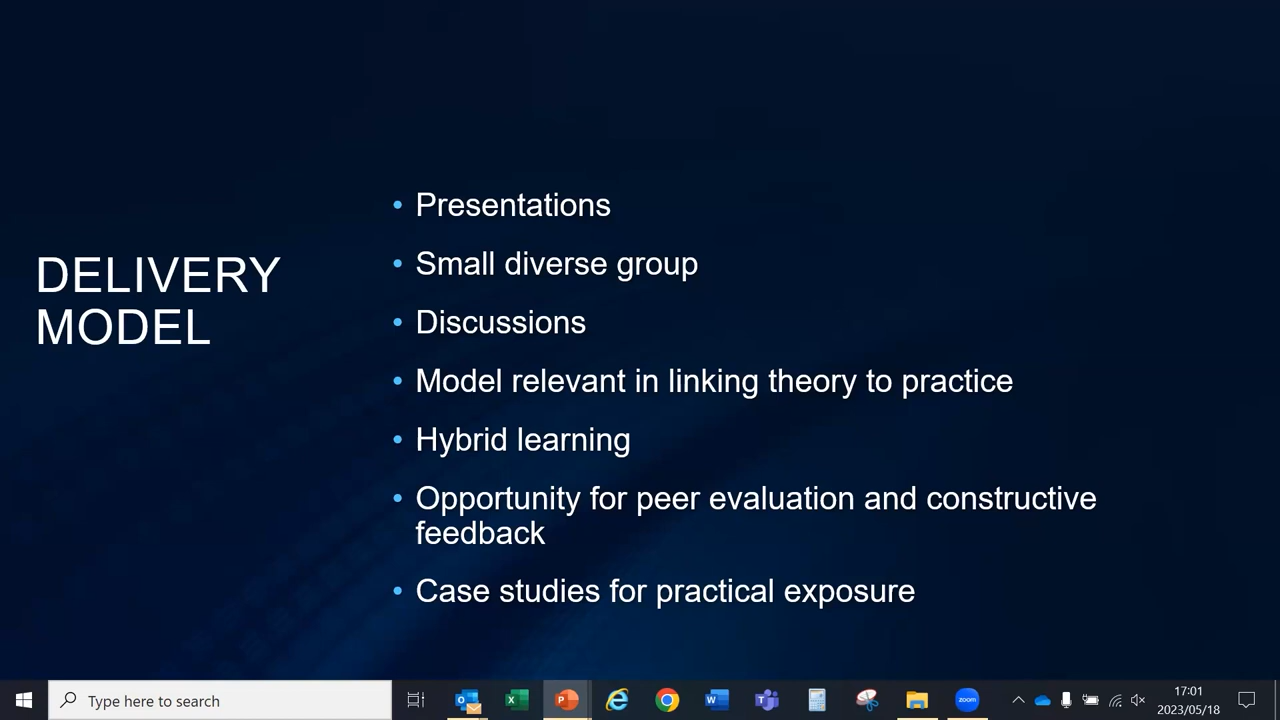 DELIVERY
MODEL
• Presentations
• Small diverse group
• Discussions
• Model relevant in linking theory to practice
• Hybrid learning
• Opportunity for peer evaluation and constructive
feedback
• Case studies for practical exposure
Type here to search
zoom
17:01
2023/05/18